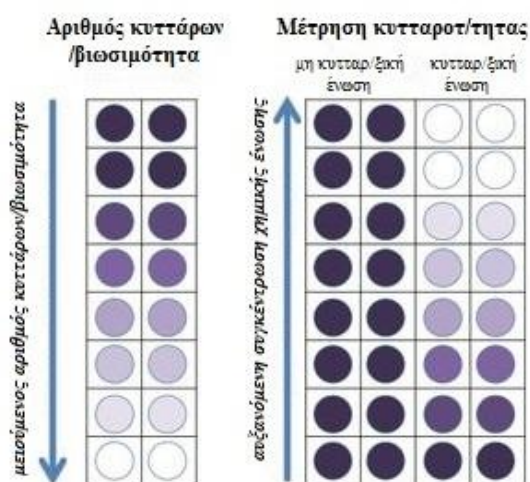 Αριθμός κυττάρων
/βιωσιμότητα
Μέτρηση κυτταροτ/τητας
μη κυτταρ/ξική
ένωση
κυτταρ/ξική
ένωση
μειούμενος αριθμός κυττάρων/βιωσιμότητα
αυξανόμενη συγκέντρωση χημικής ένωσης